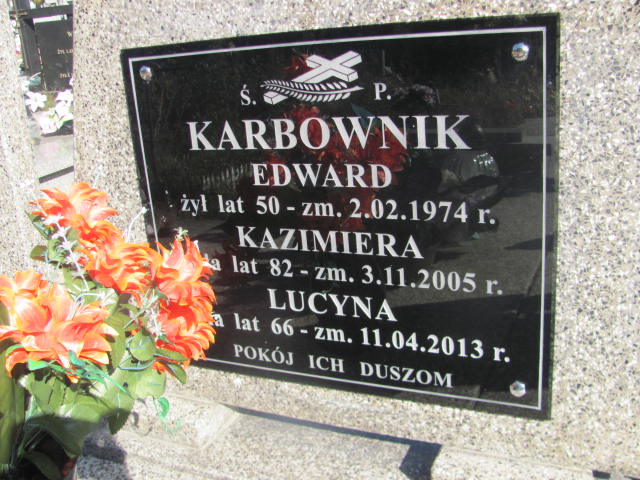 Ś. P.
KARBOWNIK
EDWARD
żył lat 50 - zm. 2.02.1974 r.
KAZIMIERA
lat 82 - zm. 3.11.2005 r.
LUCYNA
lat 66 - zm. 11.04.2013 r.
POKÓJ ICH DUSZOM